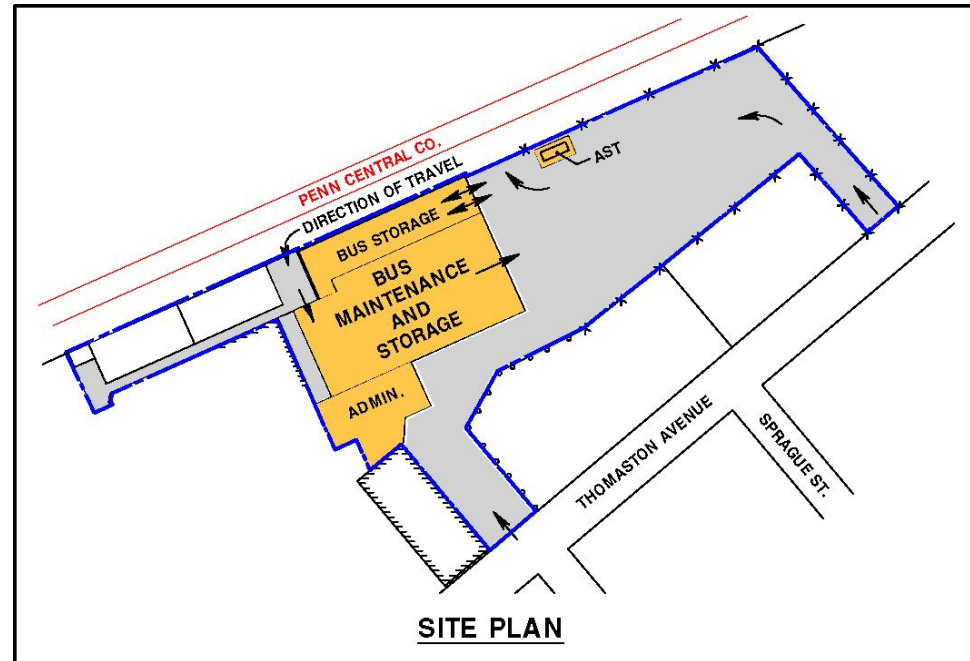 PENN CENTRAL CO.
DIRECTION OF TRAVEL
AST
BUS STORAGE
BUS
MAINTENANCE
AND
STORAGE
ADMIN.
THOMASTON AVENUE
SPRAGUE ST.
SITE PLAN